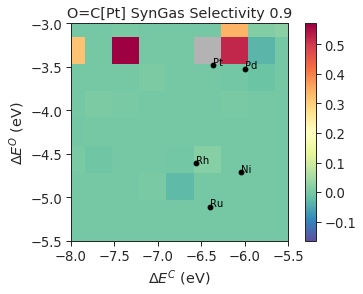 O=C[Pt] SynGas Selectivity 0.9
−3.0
−3.5
−4.0
−4.5
−5.0
−5.5
ΔE^O (eV)
Pt
Pd
Rh
Ni
Ru
−8.0 −7.5 −7.0 −6.5 −6.0 −5.5
ΔE^C (eV)
0.5
0.4
0.3
0.2
0.1
0.0
−0.1